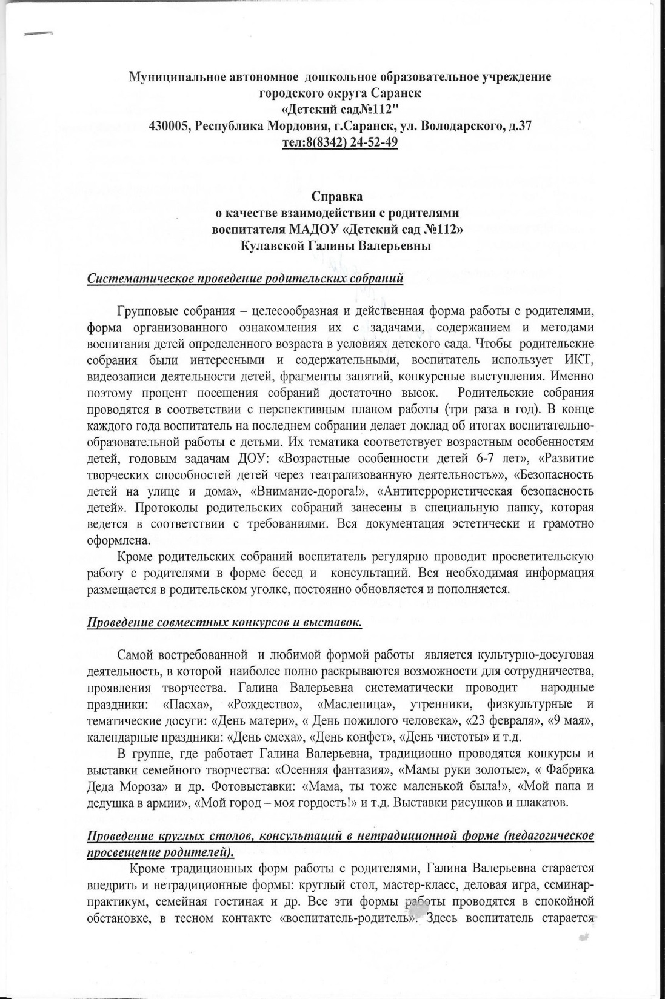 Муниципальное автономное  дошкольное образовательное учреждение
городского округа Саранск
«Детский сад№112"
430005, Республика Мордовия, г.Саранск, ул. Володарского, д.37
тел:8(8342) 24-52-49
Справка
о качестве взаимодействия с родителями
воспитателя МАДОУ «Детский сад №112»
Кулавской Галины Валерьевны
Систематическое проведение родительских собраний
Групповые собрания – целесообразная и действенная форма работы с родителями,
форма организованного ознакомления их с задачами, содержанием и методами
воспитания детей определенного возраста в условиях детского сада. Чтобы  родительские
собрания были интересными и содержательными, воспитатель использует ИКТ,
видеозаписи деятельности детей, фрагменты занятий, конкурсные выступления. Именно
поэтому процент посещения собраний достаточно высок.  Родительские собрания
проводятся в соответствии с перспективным планом работы (три раза в год). В конце
каждого года воспитатель на последнем собрании делает доклад об итогах воспитательно-
образовательной работы с детьми. Их тематика соответствует возрастным особенностям
детей, годовым задачам ДОУ: «Возрастные особенности детей 6-7 лет», «Развитие
творческих способностей детей через театрализованную деятельность»», «Безопасность
детей на улице и дома», «Внимание-дорога!», «Антитеррористическая безопасность
детей». Протоколы родительских собраний занесены в специальную папку, которая
ведется в соответствии с требованиями. Вся документация эстетически и грамотно
оформлена.
Кроме родительских собраний воспитатель регулярно проводит просветительскую
работу с родителями в форме бесед и  консультаций. Вся необходимая информация
размещается в родительском уголке, постоянно обновляется и пополняется.
Проведение совместных конкурсов и выставок.
Самой востребованной  и любимой формой работы  является культурно-досуговая
деятельность, в которой  наиболее полно раскрываются возможности для сотрудничества,
проявления творчества. Галина Валерьевна систематически проводит  народные
праздники: «Пасха», «Рождество», «Масленица», утренники, физкультурные и
тематические досуги: «День матери», « День пожилого человека», «23 февраля», «9 мая»,
календарные праздники: «День смеха», «День конфет», «День чистоты» и т.д.
В группе, где работает Галина Валерьевна, традиционно проводятся конкурсы и
выставки семейного творчества: «Осенняя фантазия», «Мамы руки золотые», « Фабрика
Деда Мороза» и др. Фотовыставки: «Мама, ты тоже маленькой была!», «Мой папа и
дедушка в армии», «Мой город – моя гордость!» и т.д. Выставки рисунков и плакатов.
Проведение круглых столов, консультаций в нетрадиционной форме (педагогическое
просвещение родителей).
Кроме традиционных форм работы с родителями, Галина Валерьевна старается
внедрить и нетрадиционные формы: круглый стол, мастер-класс, деловая игра, семинар-
практикум, семейная гостиная и др. Все эти формы работы проводятся в спокойной
обстановке, в тесном контакте «воспитатель-родитель». Здесь воспитатель старается